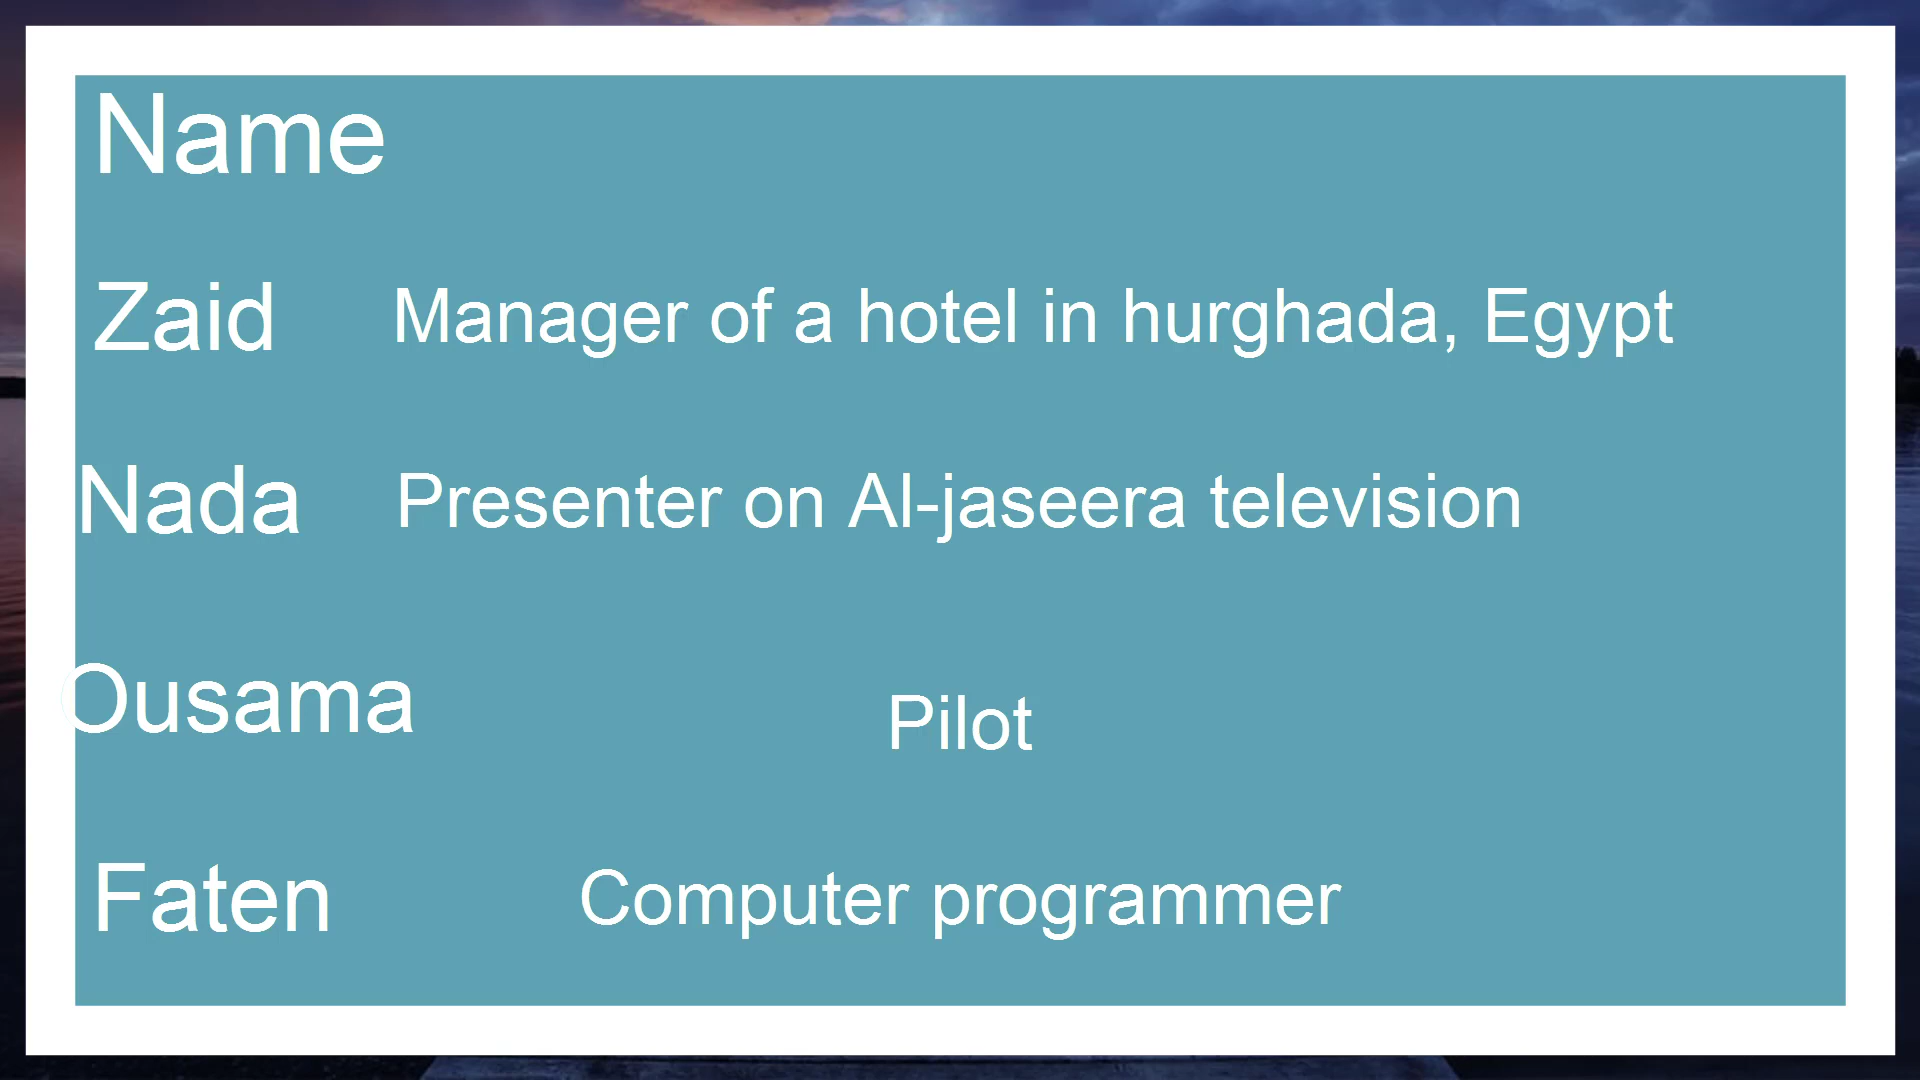 Name
Zaid Manager of a hotel in hurghada, Egypt
Nada Presenter on Al-jaseera television
Ousama Pilot
Faten Computer programmer